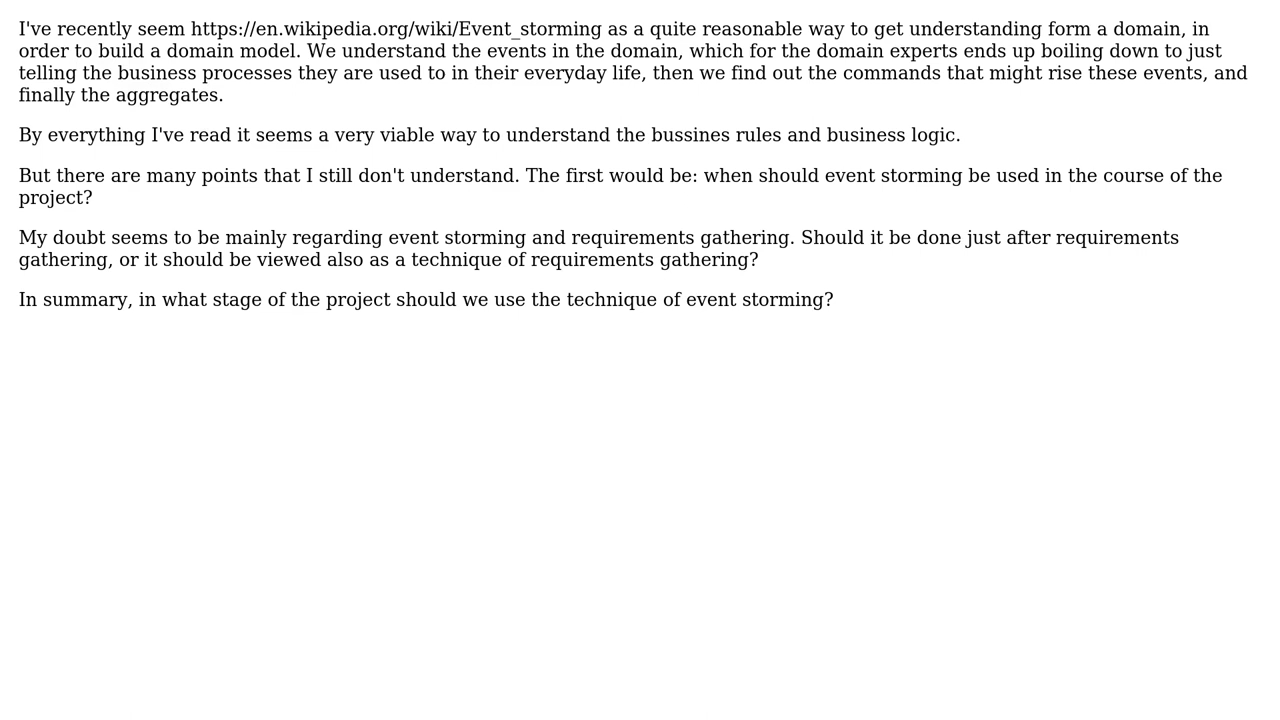 I've recently seem https://en.wikipedia.org/wiki/Event_storming as a quite reasonable way to get understanding form a domain, in
order to build a domain model. We understand the events in the domain, which for the domain experts ends up boiling down to just
telling the business processes they are used to in their everyday life, then we find out the commands that might rise these events, and
finally the aggregates.
By everything I've read it seems a very viable way to understand the bussines rules and business logic.
But there are many points that I still don't understand. The first would be: when should event storming be used in the course of the
project?
My doubt seems to be mainly regarding event storming and requirements gathering. Should it be done just after requirements
gathering, or it should be viewed also as a technique of requirements gathering?
In summary, in what stage of the project should we use the technique of event storming?